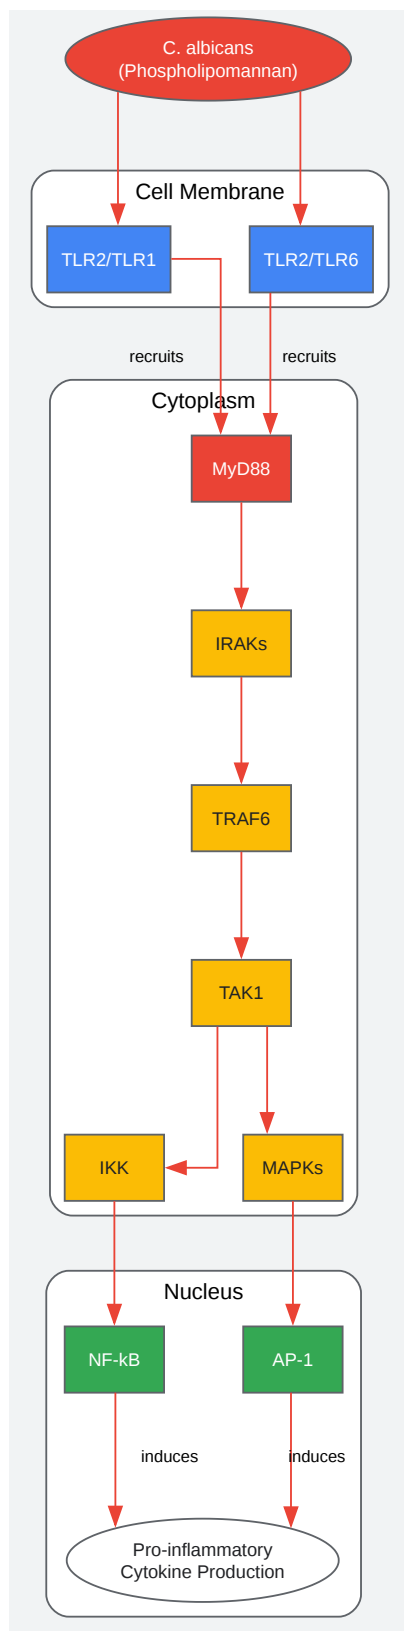 C. albicans
(Phospholipomannan)
Cell Membrane
TLR2/TLR1
TLR2/TLR6
recruits
recruits
Cytoplasm
MyD88
IRAKs
TRAF6
TAK1
IKK
MAPKs
Nucleus
NF-kB
AP-1
induces
induces
Pro-inflammatory
Cytokine Production